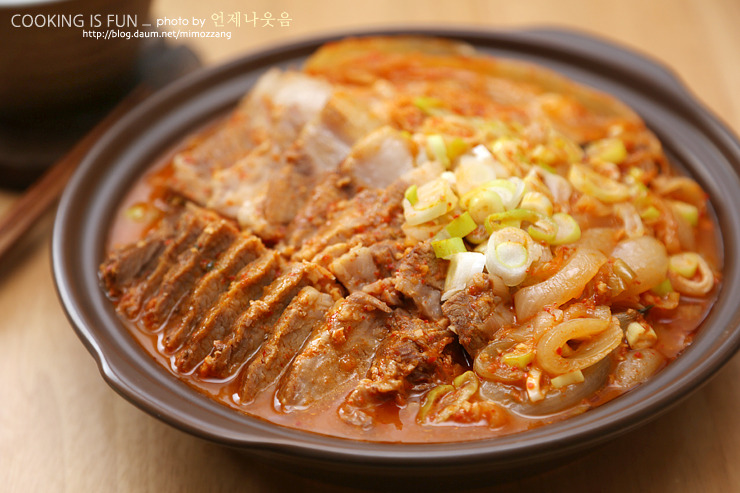 COOKING IS FUN _ photo by 언제나웃음
http://blog.daum.net/mimozzang